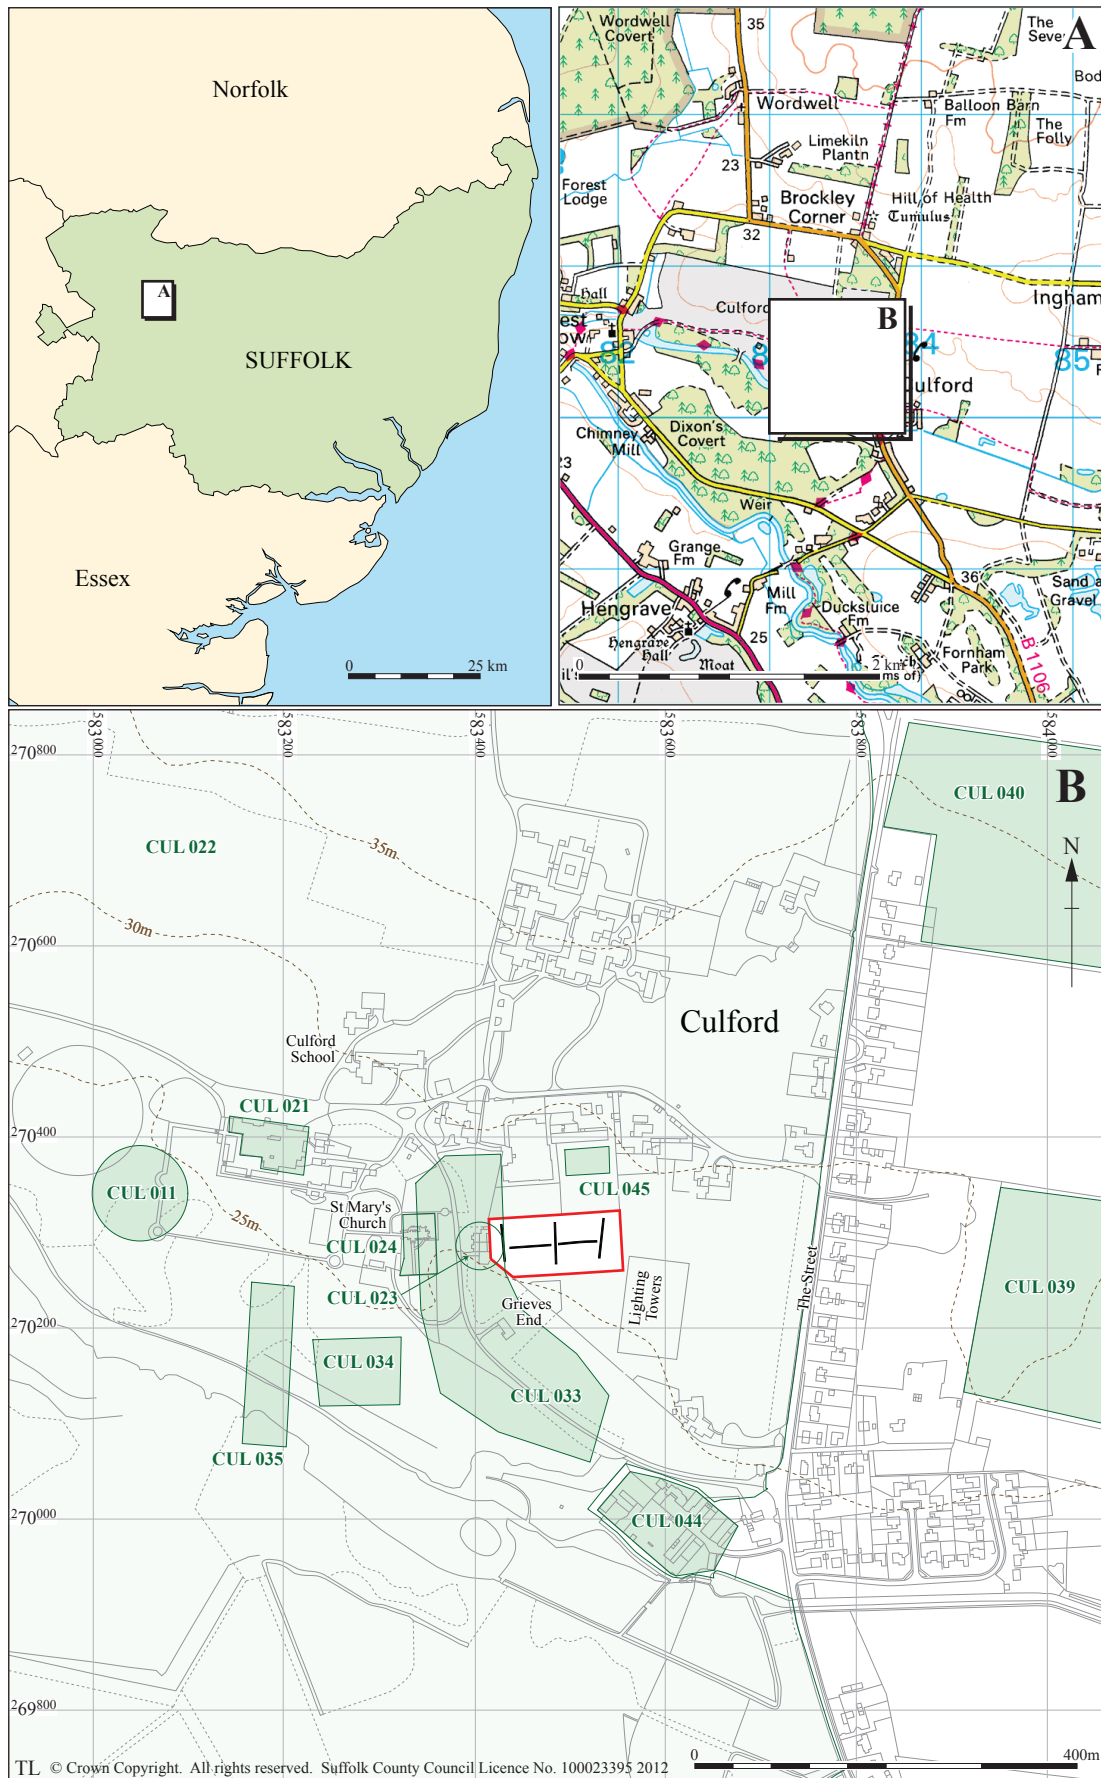 Norfolk
A
SUFFOLK
Essex
0
25 km
A
Wordwell
Covert
35
The
Wordwell
Balloon Barn
Fm
The
Folly
Limekiln
Plantn
23
Forest
Lodge
Brockley
Corner
Hill of Health
Tumulus
32
Hall
Culford
Ingham
B
82
84
85
Chimney
Mill
Dixon's
Covert
23
Weir
Grange
Fm
Mill
Fm
36
Sand
Gravel
Hengrave
Ducksluice
Fm
Hengrave
Hall
25
Moat
Fornham
Park
B 1106
0
2 km
ms of)
583000
583200
583400
583600
583800
584000
270800
B
CUL 040
N
CUL 022
35m
30m
270600
Culford
Culford
School
CUL 021
270400
CUL 011
CUL 045
St Mary's
Church
25m
CUL 024
CUL 023
Grieves
End
Lighting
Towers
The Street
CUL 039
270200
CUL 034
CUL 033
CUL 035
270000
CUL 044
269800
0
400m
TL © Crown Copyright. All rights reserved. Suffolk County Council Licence No. 100023395 2012